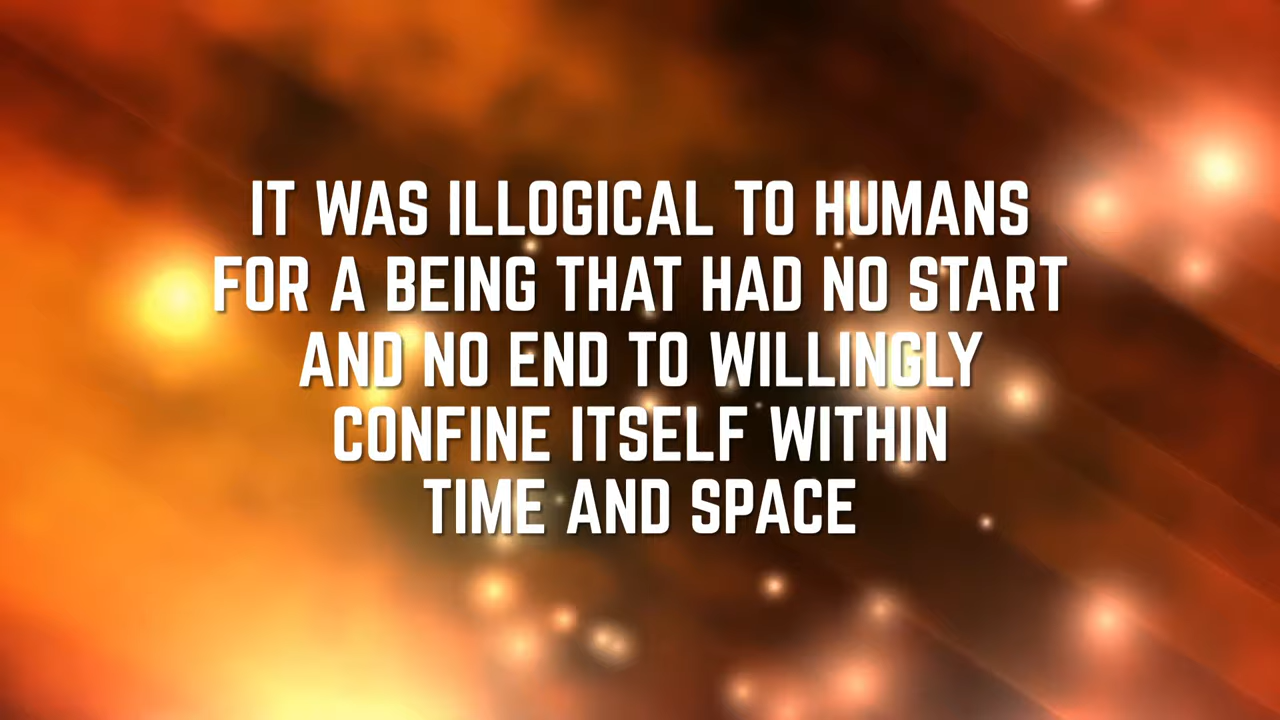 IT WAS ILLOGICAL TO HUMANS
FOR A BEING THAT HAD NO START
AND NO END TO WILLINGLY
CONFINE ITSELF WITHIN
TIME AND SPACE